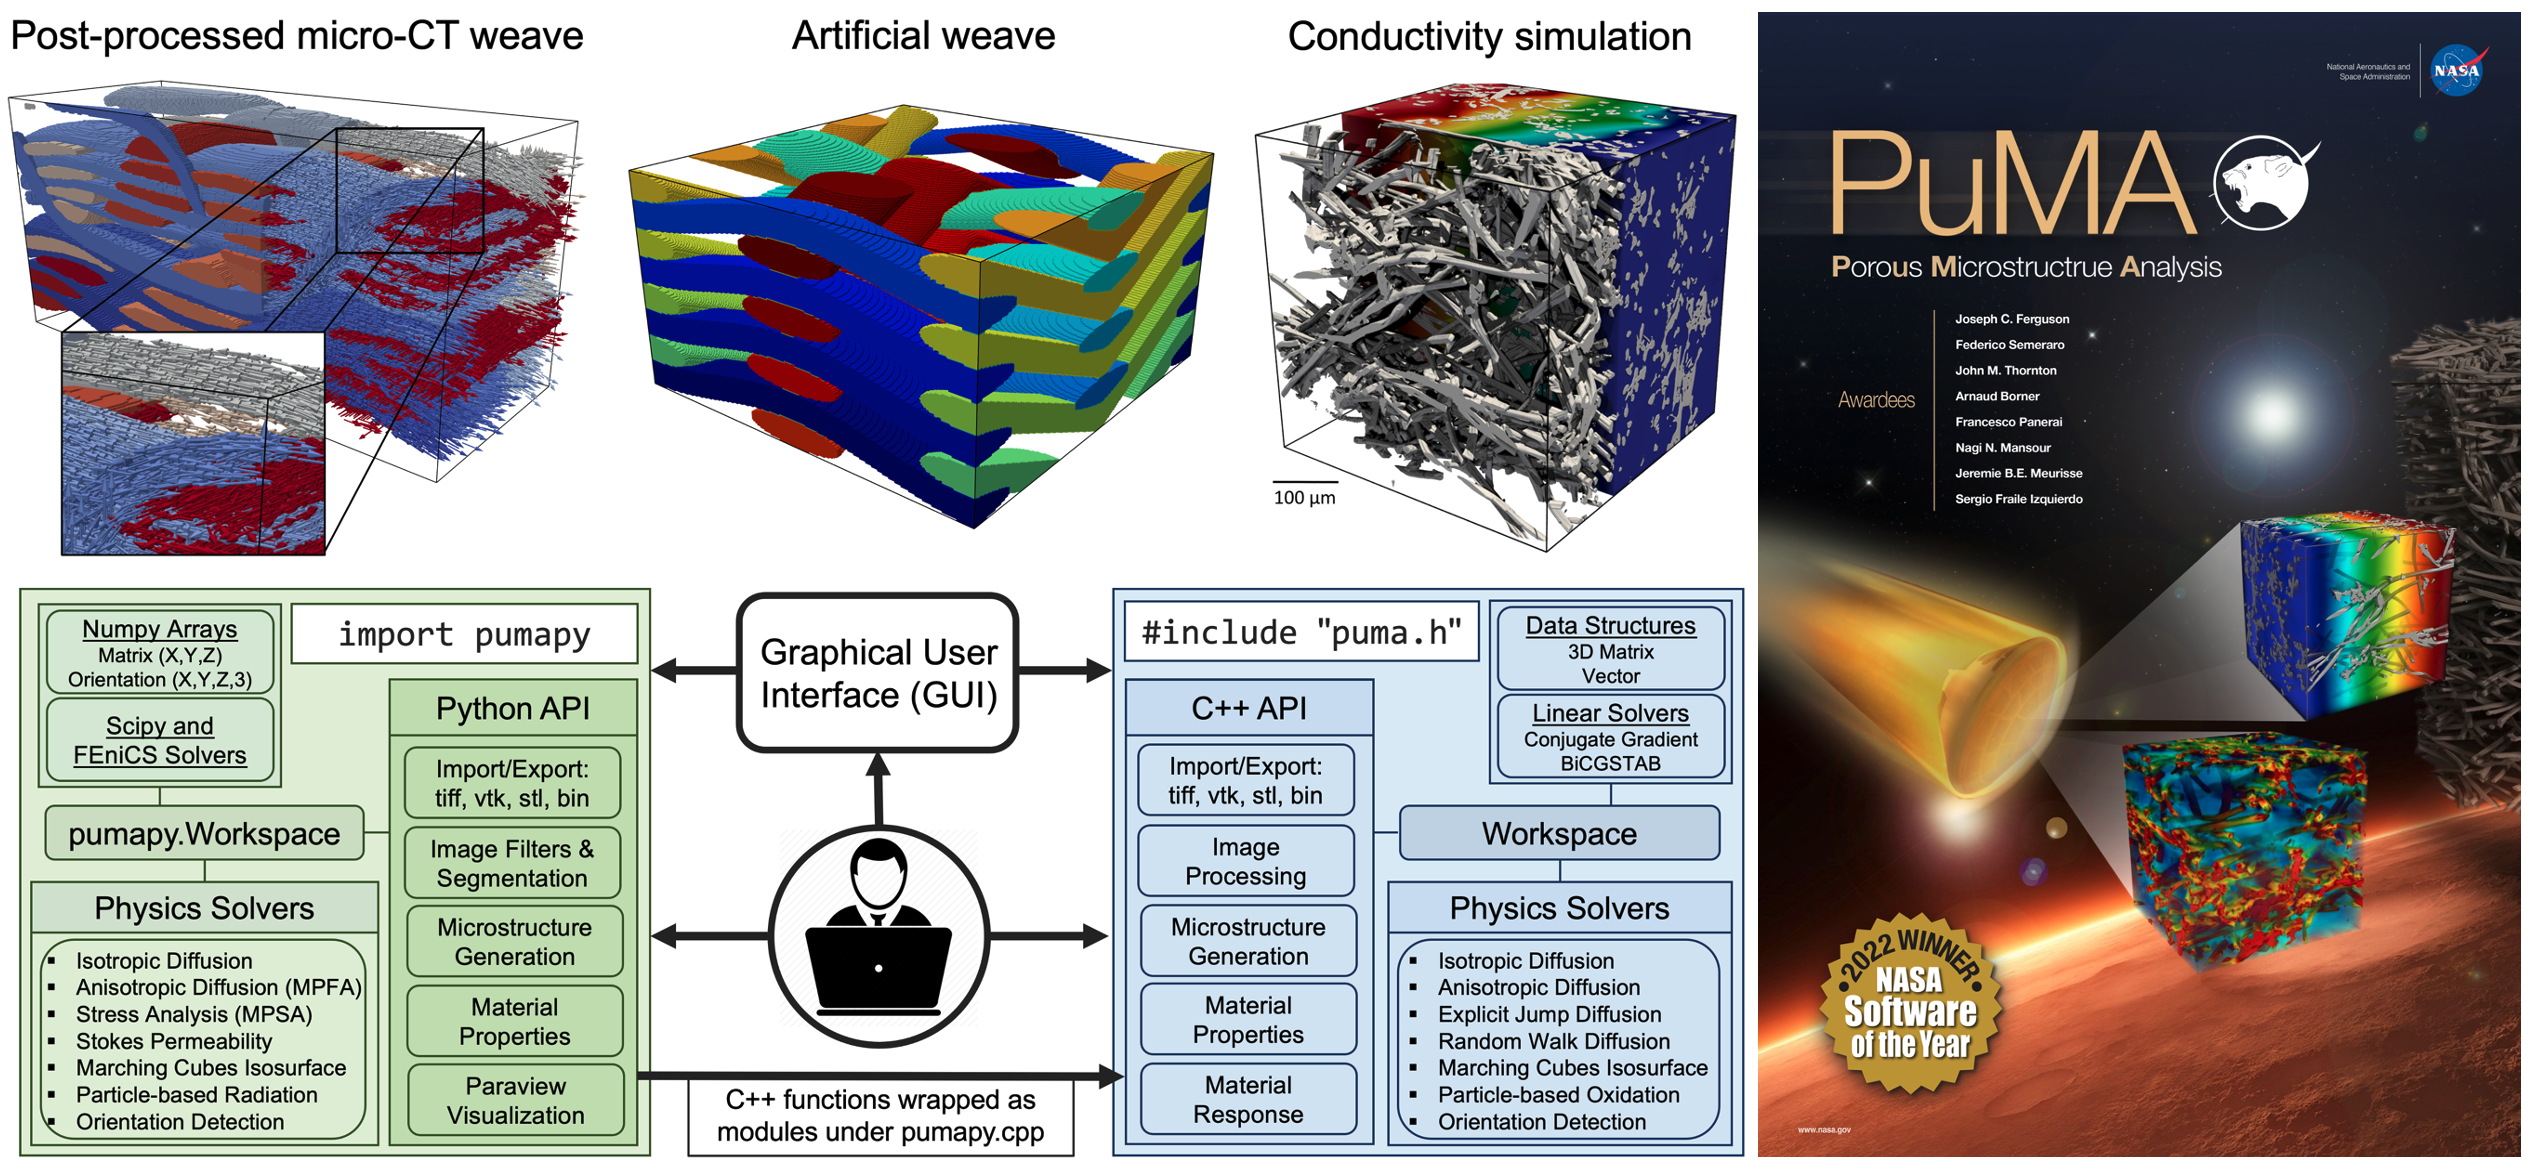 Post-processed micro-CT weave
Artificial weave
Conductivity simulation
100 µm
Numpy Arrays
Matrix (X,Y,Z)
Orientation (X,Y,Z,3)
Scipy and
FEniCS Solvers
import pumapy
pumapy.Workspace
Physics Solvers
▪ Isotropic Diffusion
▪ Anisotropic Diffusion (MPFA)
▪ Stress Analysis (MPSA)
▪ Stokes Permeability
▪ Marching Cubes Isosurface
▪ Particle-based Radiation
▪ Orientation Detection
Python API
Import/Export:
tiff, vtk, stl, bin
Image Filters &
Segmentation
Microstructure
Generation
Material
Properties
Paraview
Visualization
Graphical User
Interface (GUI)
C++ functions wrapped as
modules under pumapy.cpp
#include "puma.h"
C++ API
Import/Export:
tiff, vtk, stl, bin
Image
Processing
Microstructure
Generation
Material
Properties
Material
Response
Data Structures
3D Matrix
Vector
Linear Solvers
Conjugate Gradient
BiCGSTAB
Workspace
Physics Solvers
▪ Isotropic Diffusion
▪ Anisotropic Diffusion
▪ Explicit Jump Diffusion
▪ Random Walk Diffusion
▪ Marching Cubes Isosurface
▪ Particle-based Oxidation
▪ Orientation Detection
National Aeronautics and
Space Administration
NASA
PuMA
Porous Microstructrue Analysis
Awardees
Joseph C. Ferguson
Federico Semeraro
John M. Thornton
Arnaud Borner
Francesco Panerai
Nagi N. Mansour
Jeremie B.E. Meurisse
Sergio Fraile Izquierdo
• 2022 WINNER •
NASA
Software
of the Year
www.nasa.gov